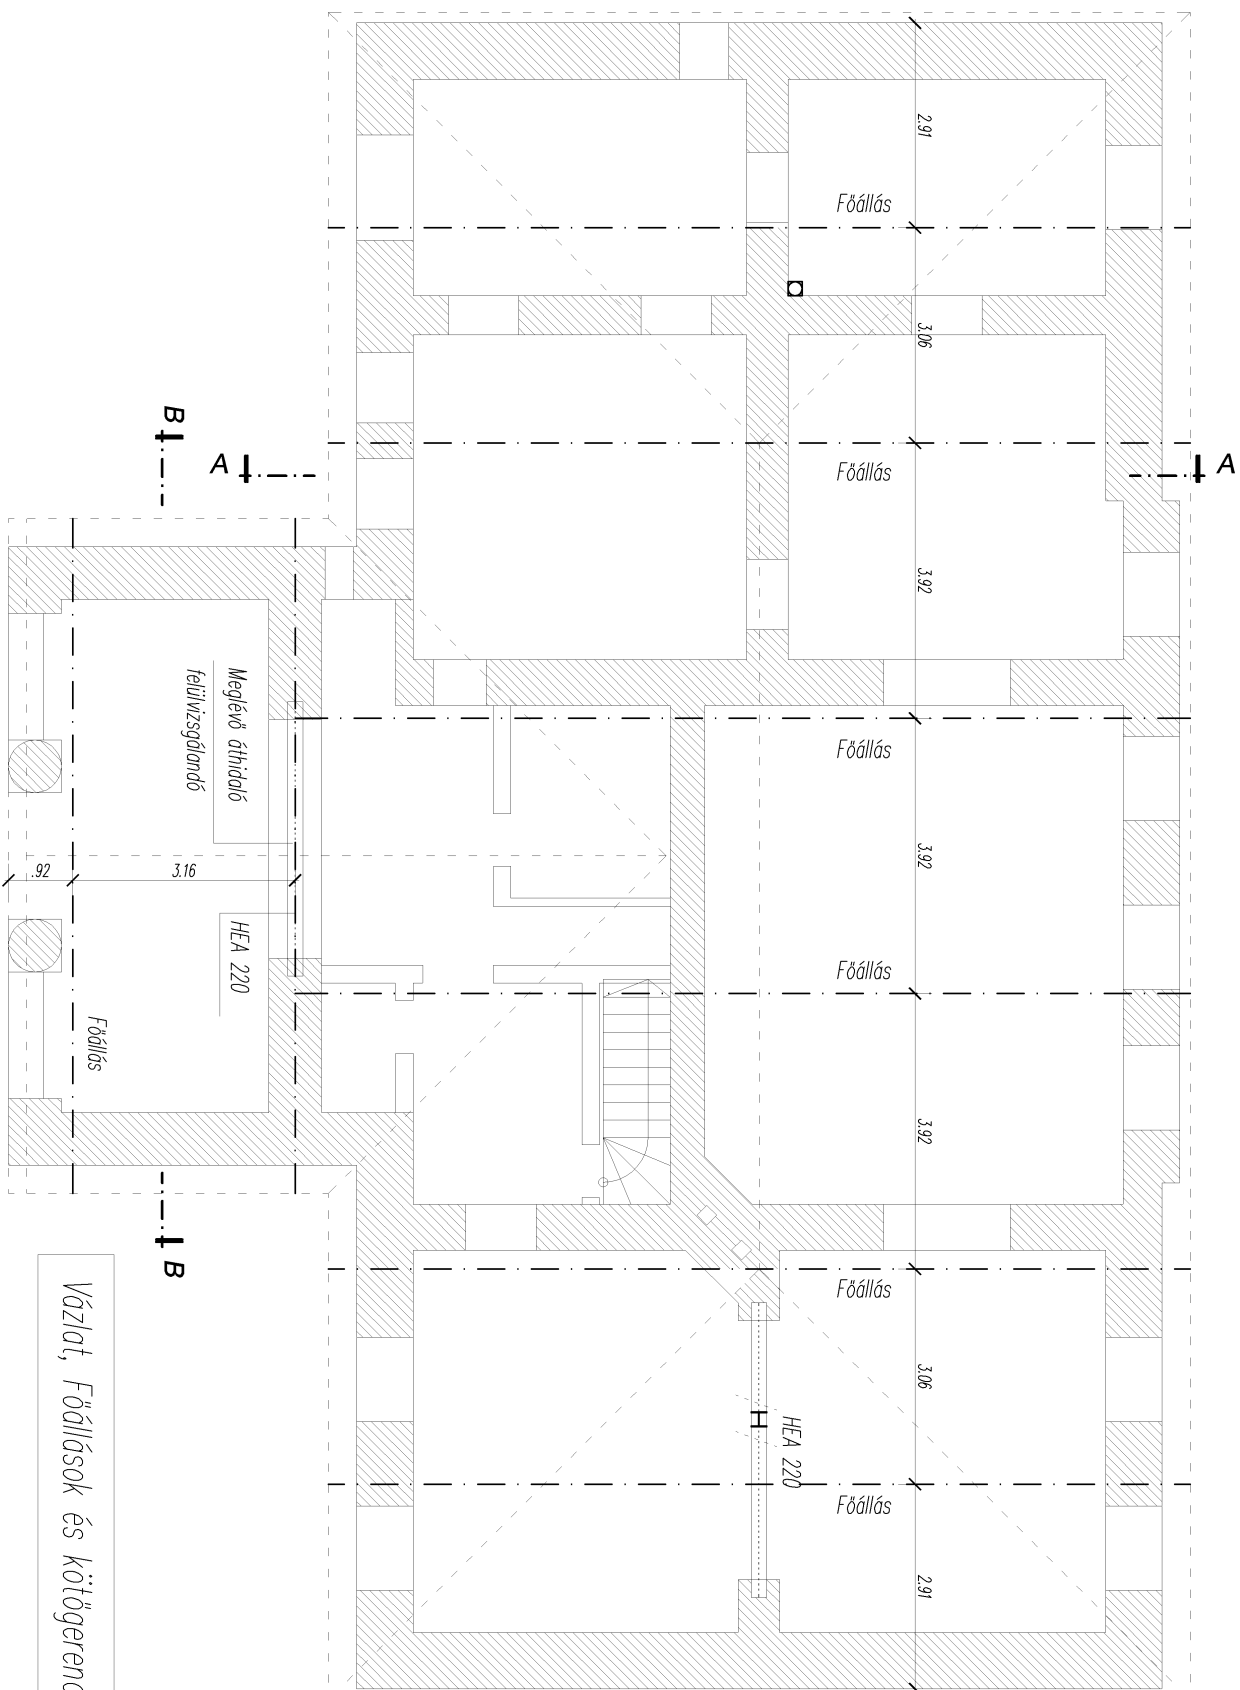 2.91
Főállás
3.06
B
A
A
Főállás
3.92
Meglévő áthidaló
felülvizsgálandó
Főállás
3.92
.92
3.16
HEA 220
Főállás
Főállás
3.92
B
Főállás
Vázlat, Főállások és kötőgerend
3.06
HEA 220
Főállás
2.91